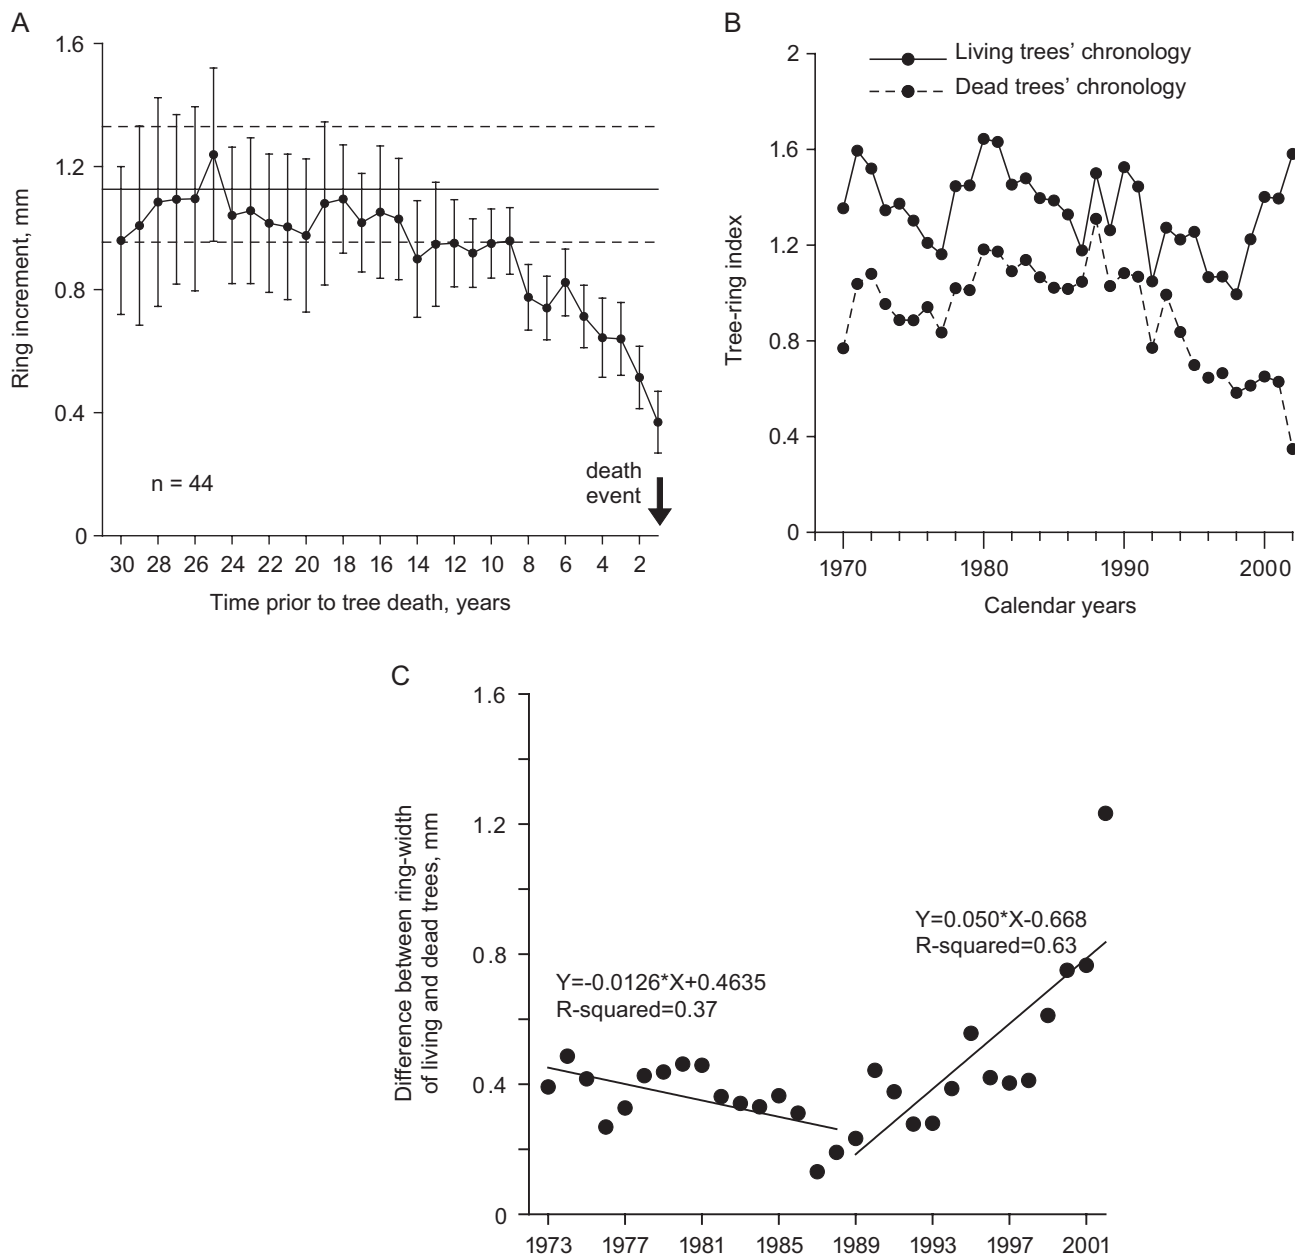 A
1.6
1.2
0.8
0.4
0
Ring increment, mm
n = 44
death
event
30 28 26 24 22 20 18 16 14 12 10 8 6 4 2
Time prior to tree death, years
B
Living trees’ chronology
Dead trees’ chronology
2
1.6
1.2
0.8
0.4
0
Tree-ring index
1970 1980 1990 2000
Calendar years
C
1.6
1.2
0.8
0.4
0
Difference between ring-width
of living and dead trees, mm
Y=-0.0126*X+0.4635
R-squared=0.37
Y=0.050*X-0.668
R-squared=0.63
1973 1977 1981 1985 1989 1993 1997 2001